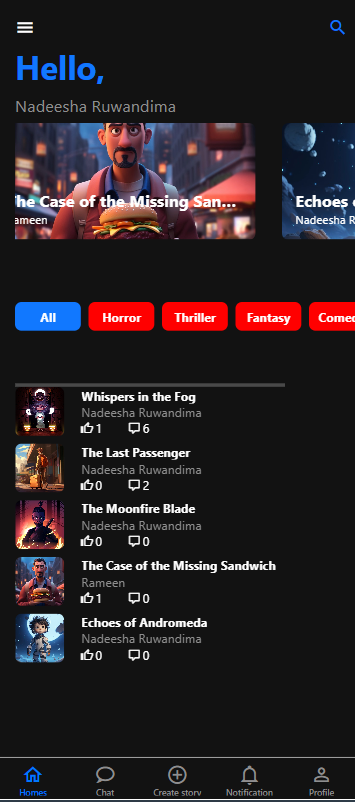 Hello,
Nadeesha Ruwandima
he Case of the Missing San...
ameen
Echoes
Nadeesha R
All
Horror
Thriller
Fantasy
Come
Whispers in the Fog
Nadeesha Ruwandima
1 6
The Last Passenger
Nadeesha Ruwandima
0 2
The Moonfire Blade
Nadeesha Ruwandima
0 0
The Case of the Missing Sandwich
Rameen
1 0
Echoes of Andromeda
Nadeesha Ruwandima
0 0
Homes
Chat
Create story
Notification
Profile